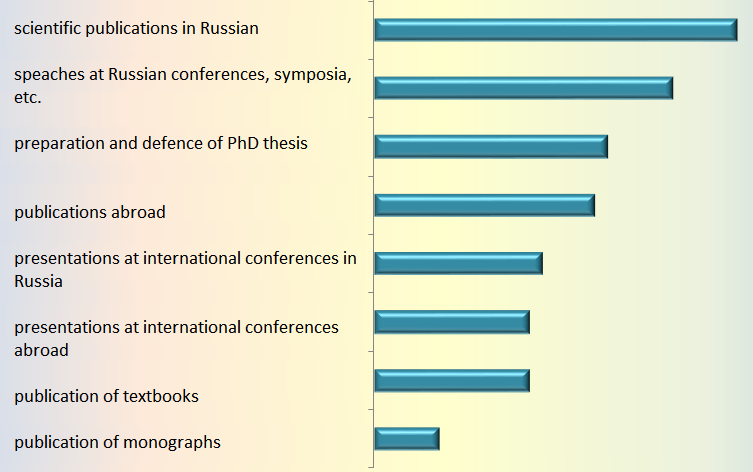 scientific publications in Russian
speaches at Russian conferences, symposia,
etc.
preparation and defence of PhD thesis
publications abroad
presentations at international conferences in
Russia
presentations at international conferences
abroad
publication of textbooks
publication of monographs